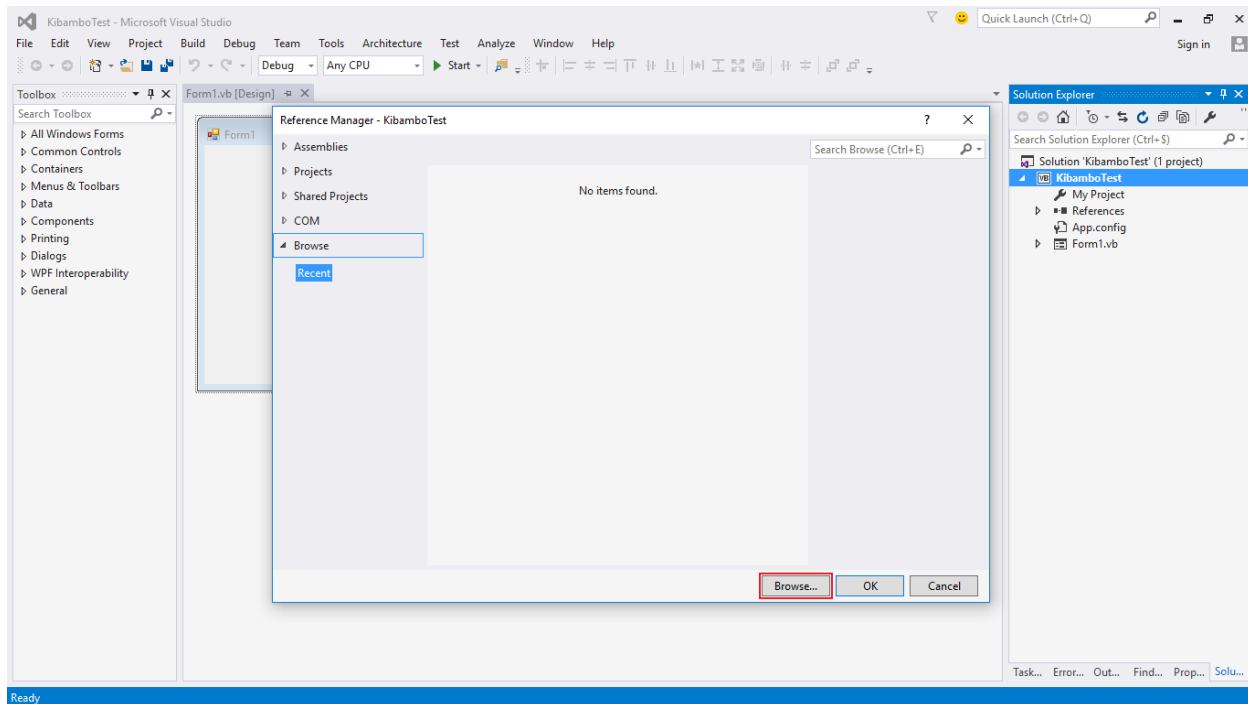 KibamboTest - Microsoft Visual Studio
Quick Launch (Ctrl+Q)
File Edit View Project Build Debug Team Tools Architecture Test Analyze Window Help
Sign in
Debug Any CPU Start
Toolbox
Search Toolbox
All Windows Forms
Common Controls
Containers
Menus & Toolbars
Data
Components
Printing
Dialogs
WPF Interoperability
General
Form1.vb [Design]
Form1
Reference Manager - KibamboTest
? 
Assemblies
Projects
Shared Projects
COM
Browse
Recent
Search Browse (Ctrl+E)
No items found.
Browse... OK Cancel
Solution Explorer
Search Solution Explorer (Ctrl+$)
Solution 'KibamboTest' (1 project)
VB KibamboTest
My Project
References
App.config
Form1.vb
Task... Error... Out... Find... Prop... Solu...
Ready